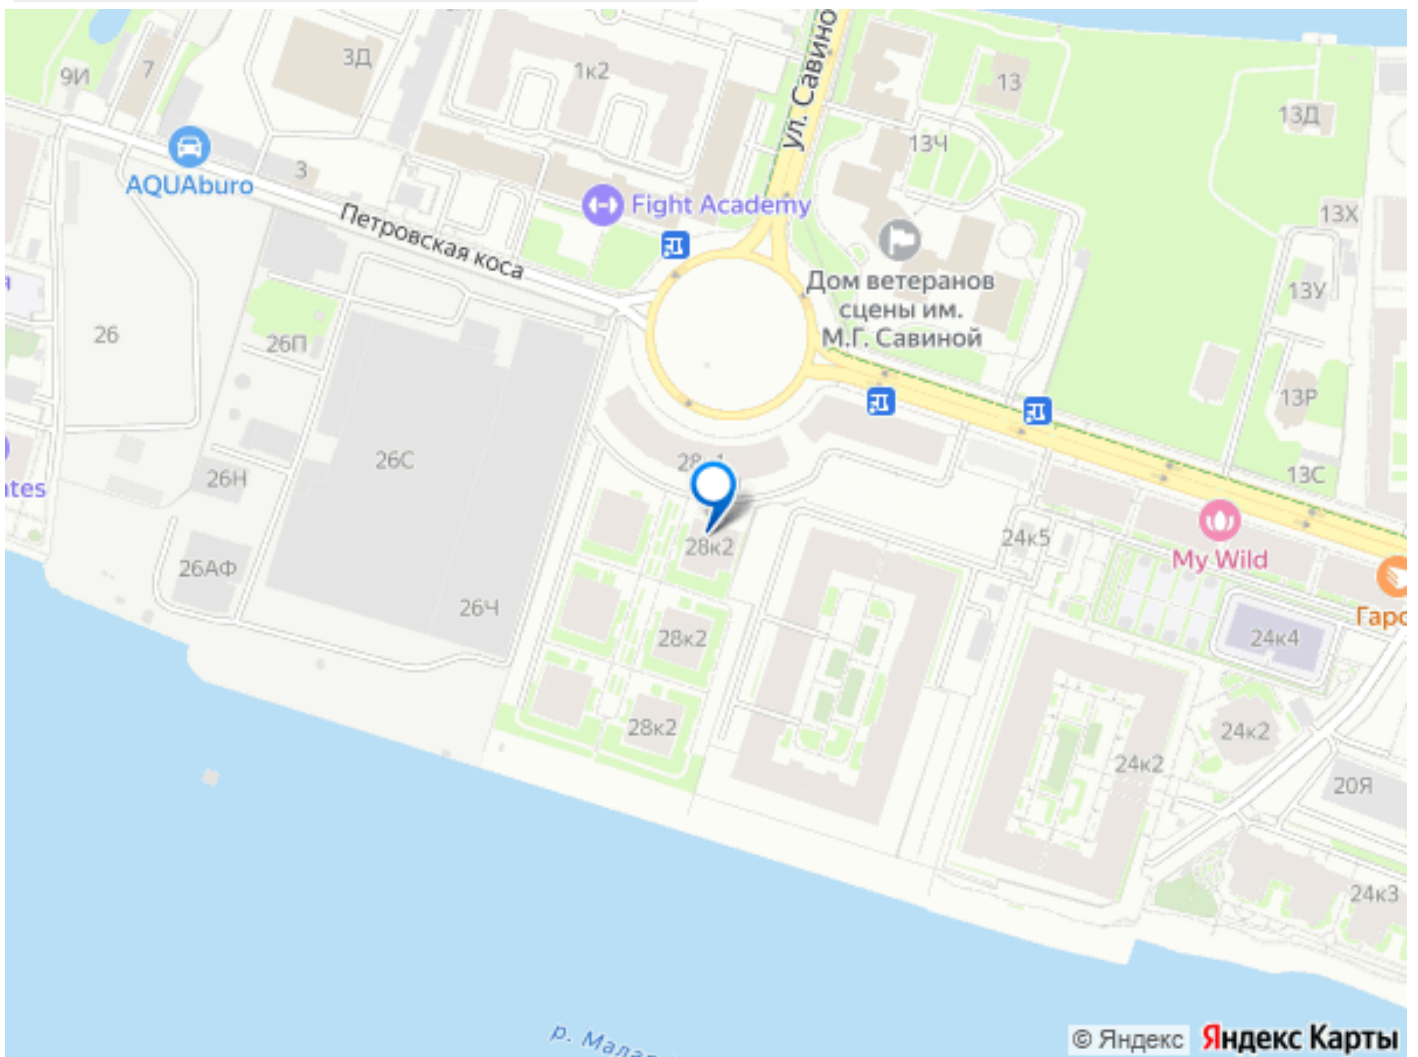 9И
7
3Д
1к2
ул. Савино
13
13Д
13Ч
AQUAburo
3
Fight Academy
Петровская коса
13Х
Дом ветеранов
сцены им.
М.Г. Савиной
13У
26
26П
13Р
26С
13С
26Н
28к2
24к5
My Wild
26АФ
26Ч
28к2
24к4
Гаро
28к2
24к2
24к2
20Я
24к3
© Яндекс
Яндекс Карты